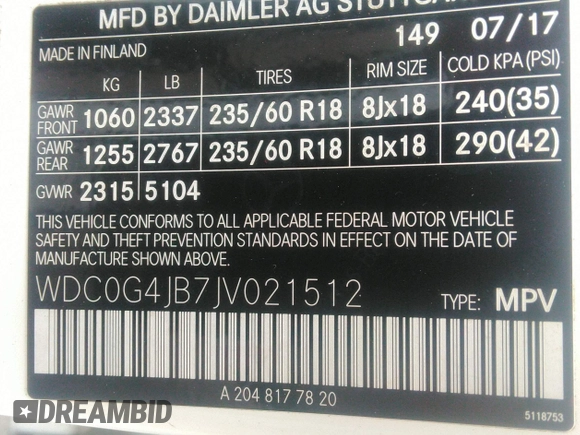 MFD BY DAIMLER AG STUTTGAR
MADE IN FINLAND 149 07/17
KG LB TIRES RIM SIZE COLD KPA (PSI)
GAWR FRONT 1060 2337 235/60 R18 8Jx18 240(35)
GAWR REAR 1255 2767 235/60 R18 8Jx18 290(42)
GVWR 2315 5104
THIS VEHICLE CONFORMS TO ALL APPLICABLE FEDERAL MOTOR VEHICLE
SAFETY AND THEFT PREVENTION STANDARDS IN EFFECT ON THE DATE OF
MANUFACTURE SHOWN ABOVE.
WDC0G4JB7JV021512 TYPE: MPV
A 204 817 78 20
5118753
DREAMBID